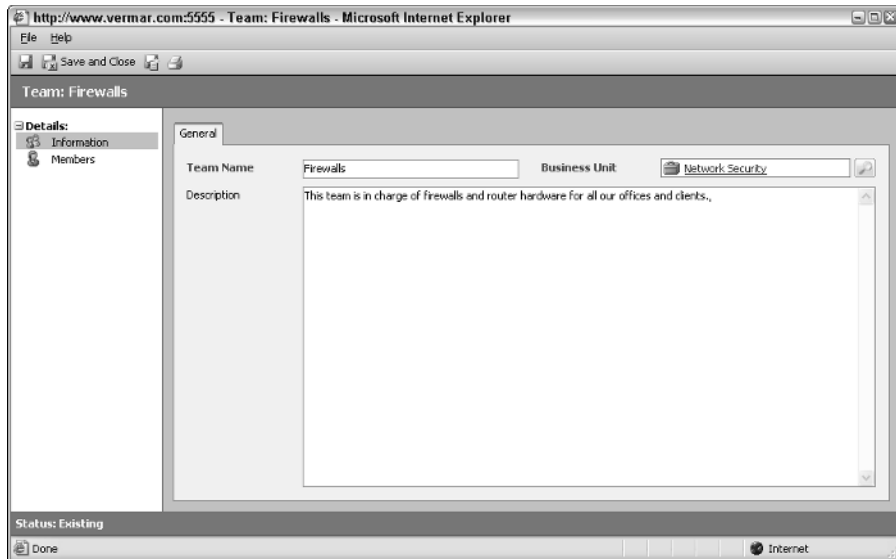 http://www.vermar.com:5555 - Team: Firewalls - Microsoft Internet Explorer
File Help
Save and Close
Team: Firewalls
Details:
Information
Members
General
Team Name Firewalls Business Unit Network Security
Description This team is in charge of firewalls and router hardware for all our offices and clients.,
Status: Existing
Done Internet